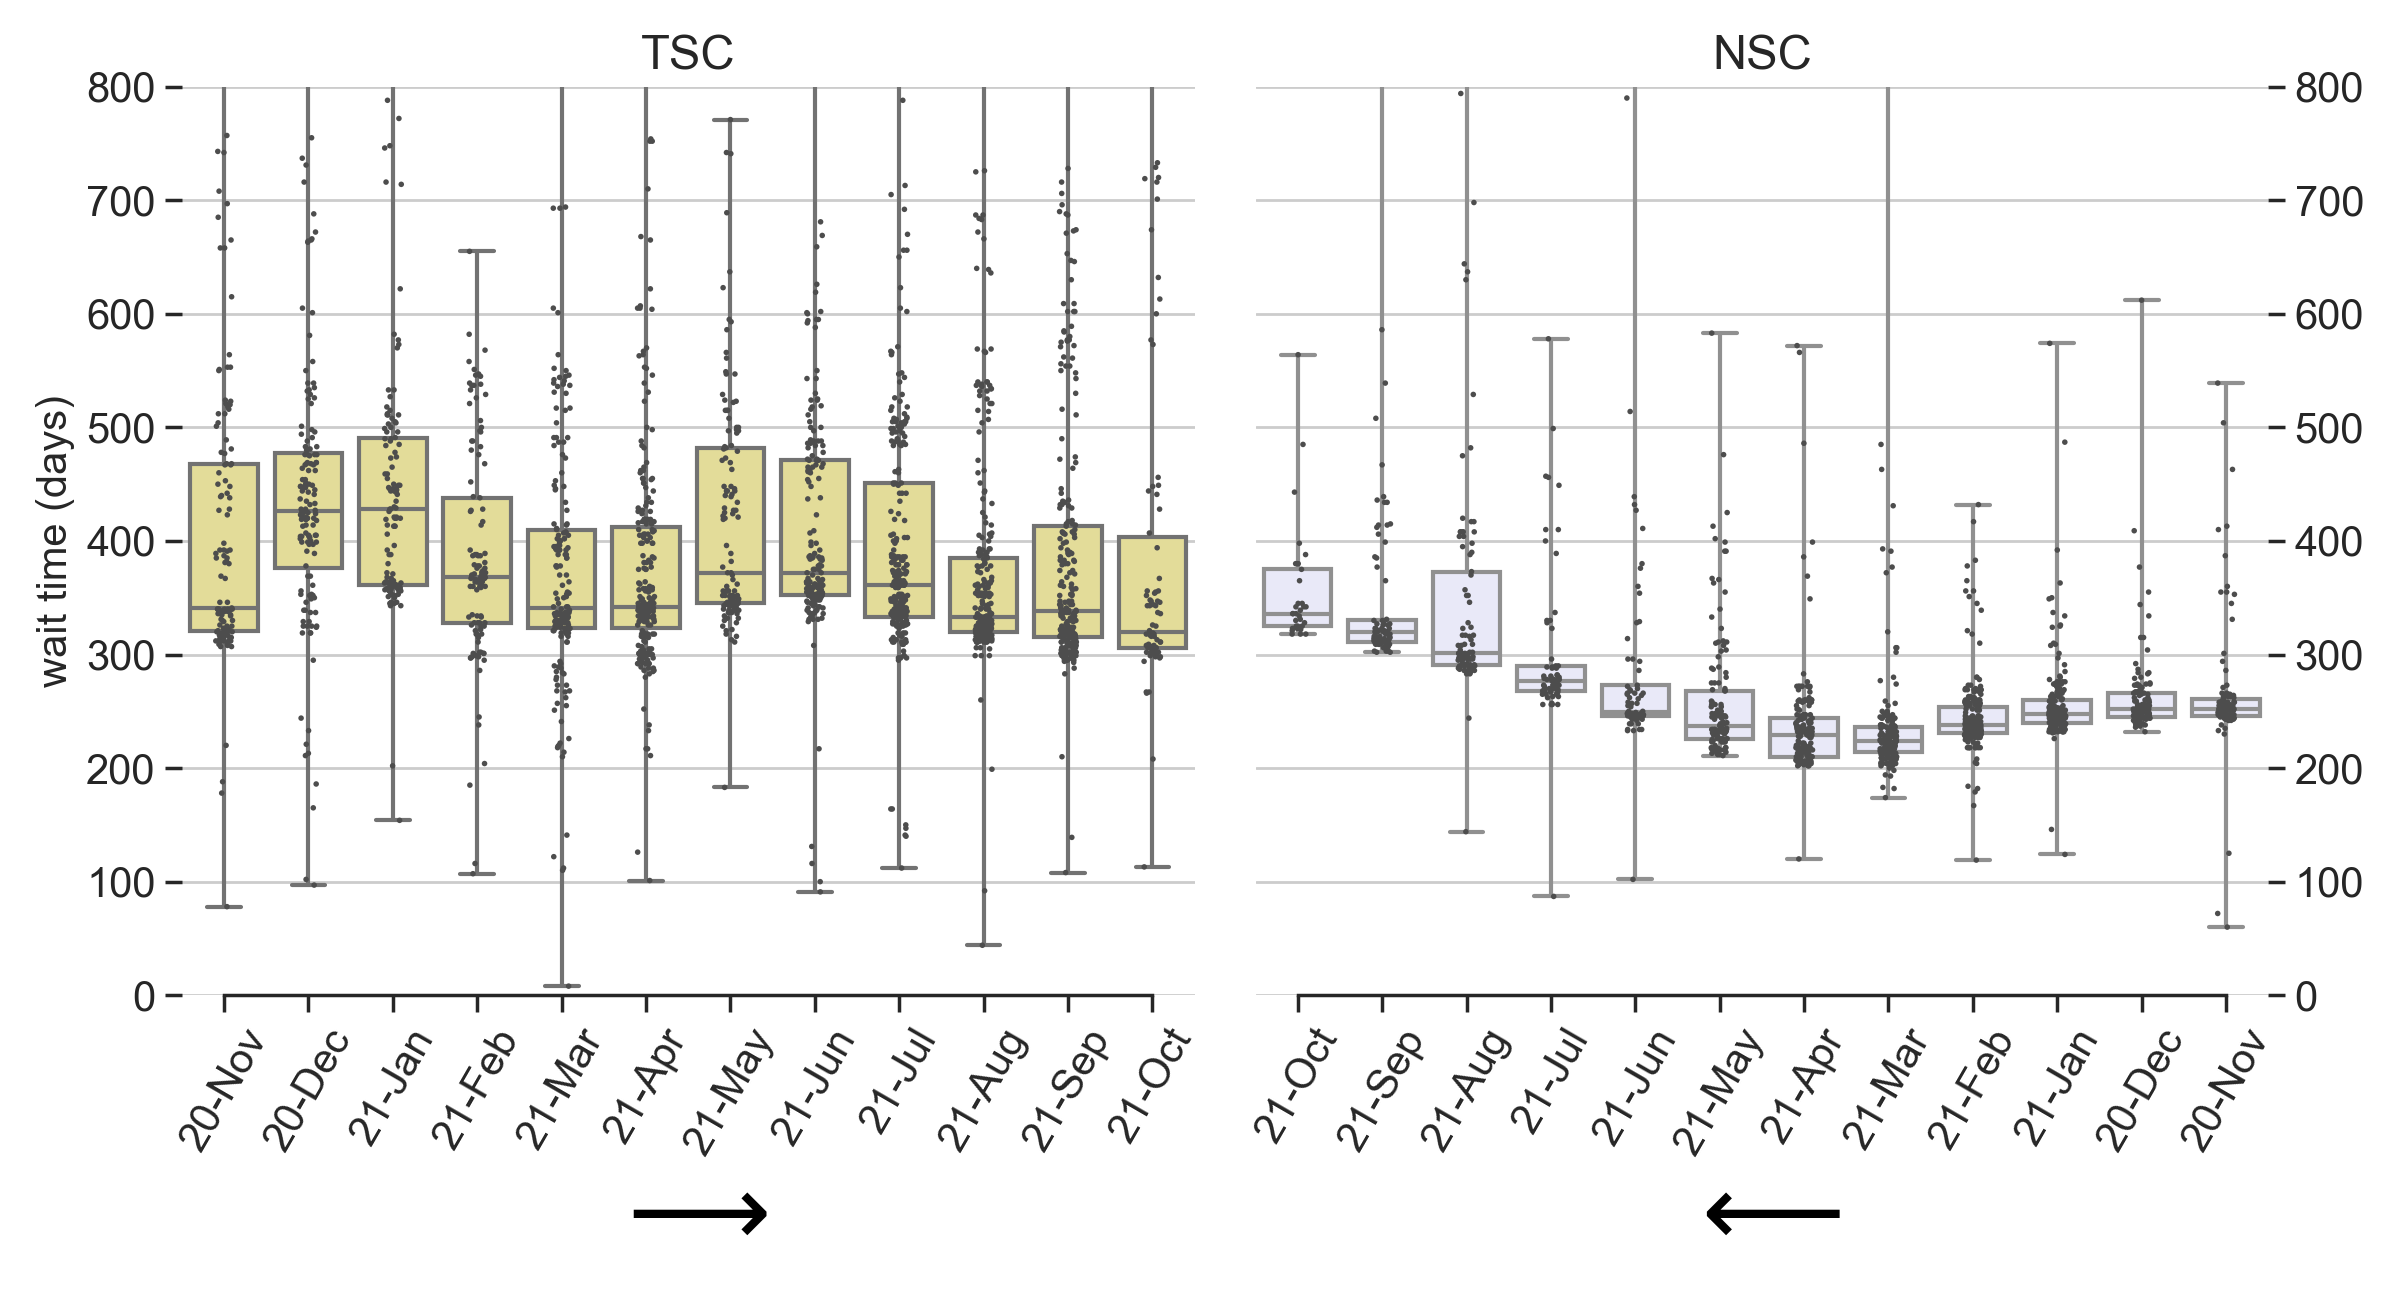 TSC NSC
800 800
700 700
600 600
500 500
400 400
300 300
200 200
100 100
0 0
wait time (days)
20-Nov 20-Dec 21-Jan 21-Feb 21-Mar 21-Apr 21-May 21-Jun 21-Jul 21-Aug 21-Sep 21-Oct
21-Oct 21-Sep 21-Aug 21-Jul 21-Jun 21-May 21-Apr 21-Mar 21-Feb 21-Jan 20-Dec 20-Nov